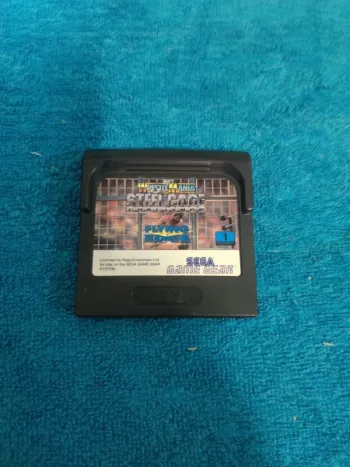 WRESTLEMANIA
STEEL CAGE
1
Licensed by Sega Enterprises Ltd.
for play on the SEGA GAME GEAR
SYSTEM.
SEGA
GAME GEAR